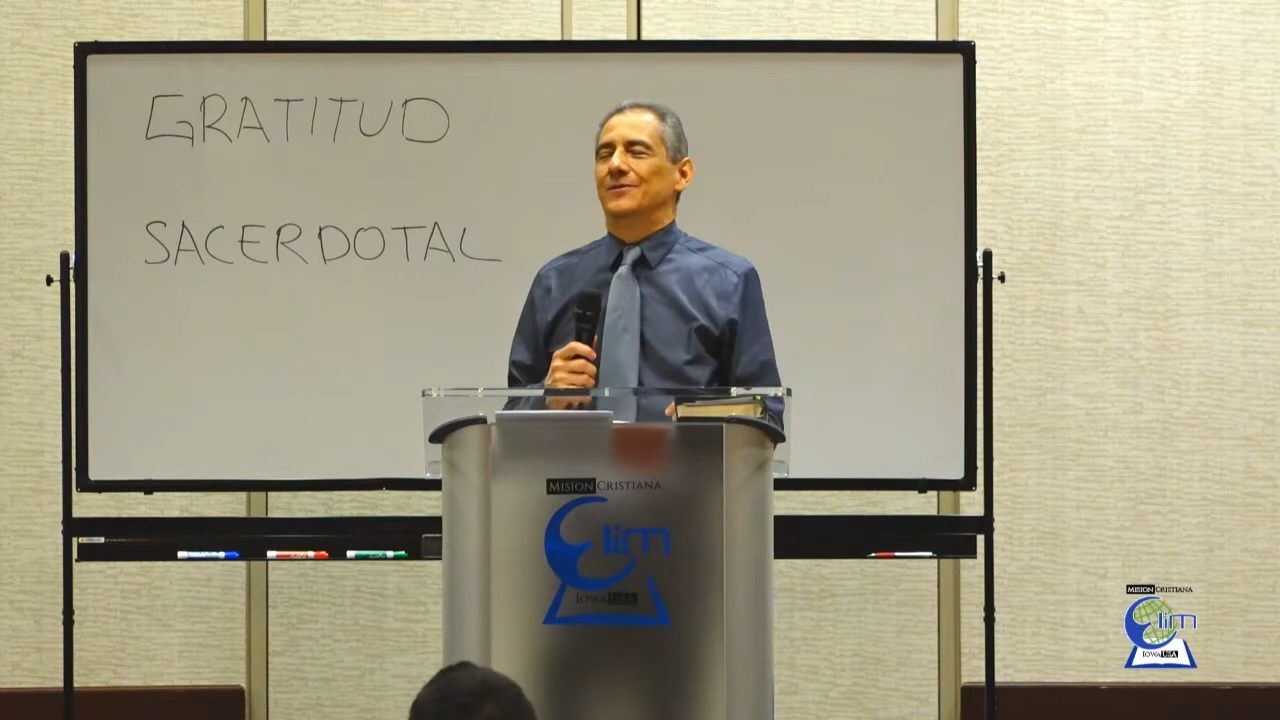 GRATITUD
SACERDOTAL
MISION CRISTIANA
Elim
IOWA USA
MISION CRISTIANA
Elim
IOWA USA